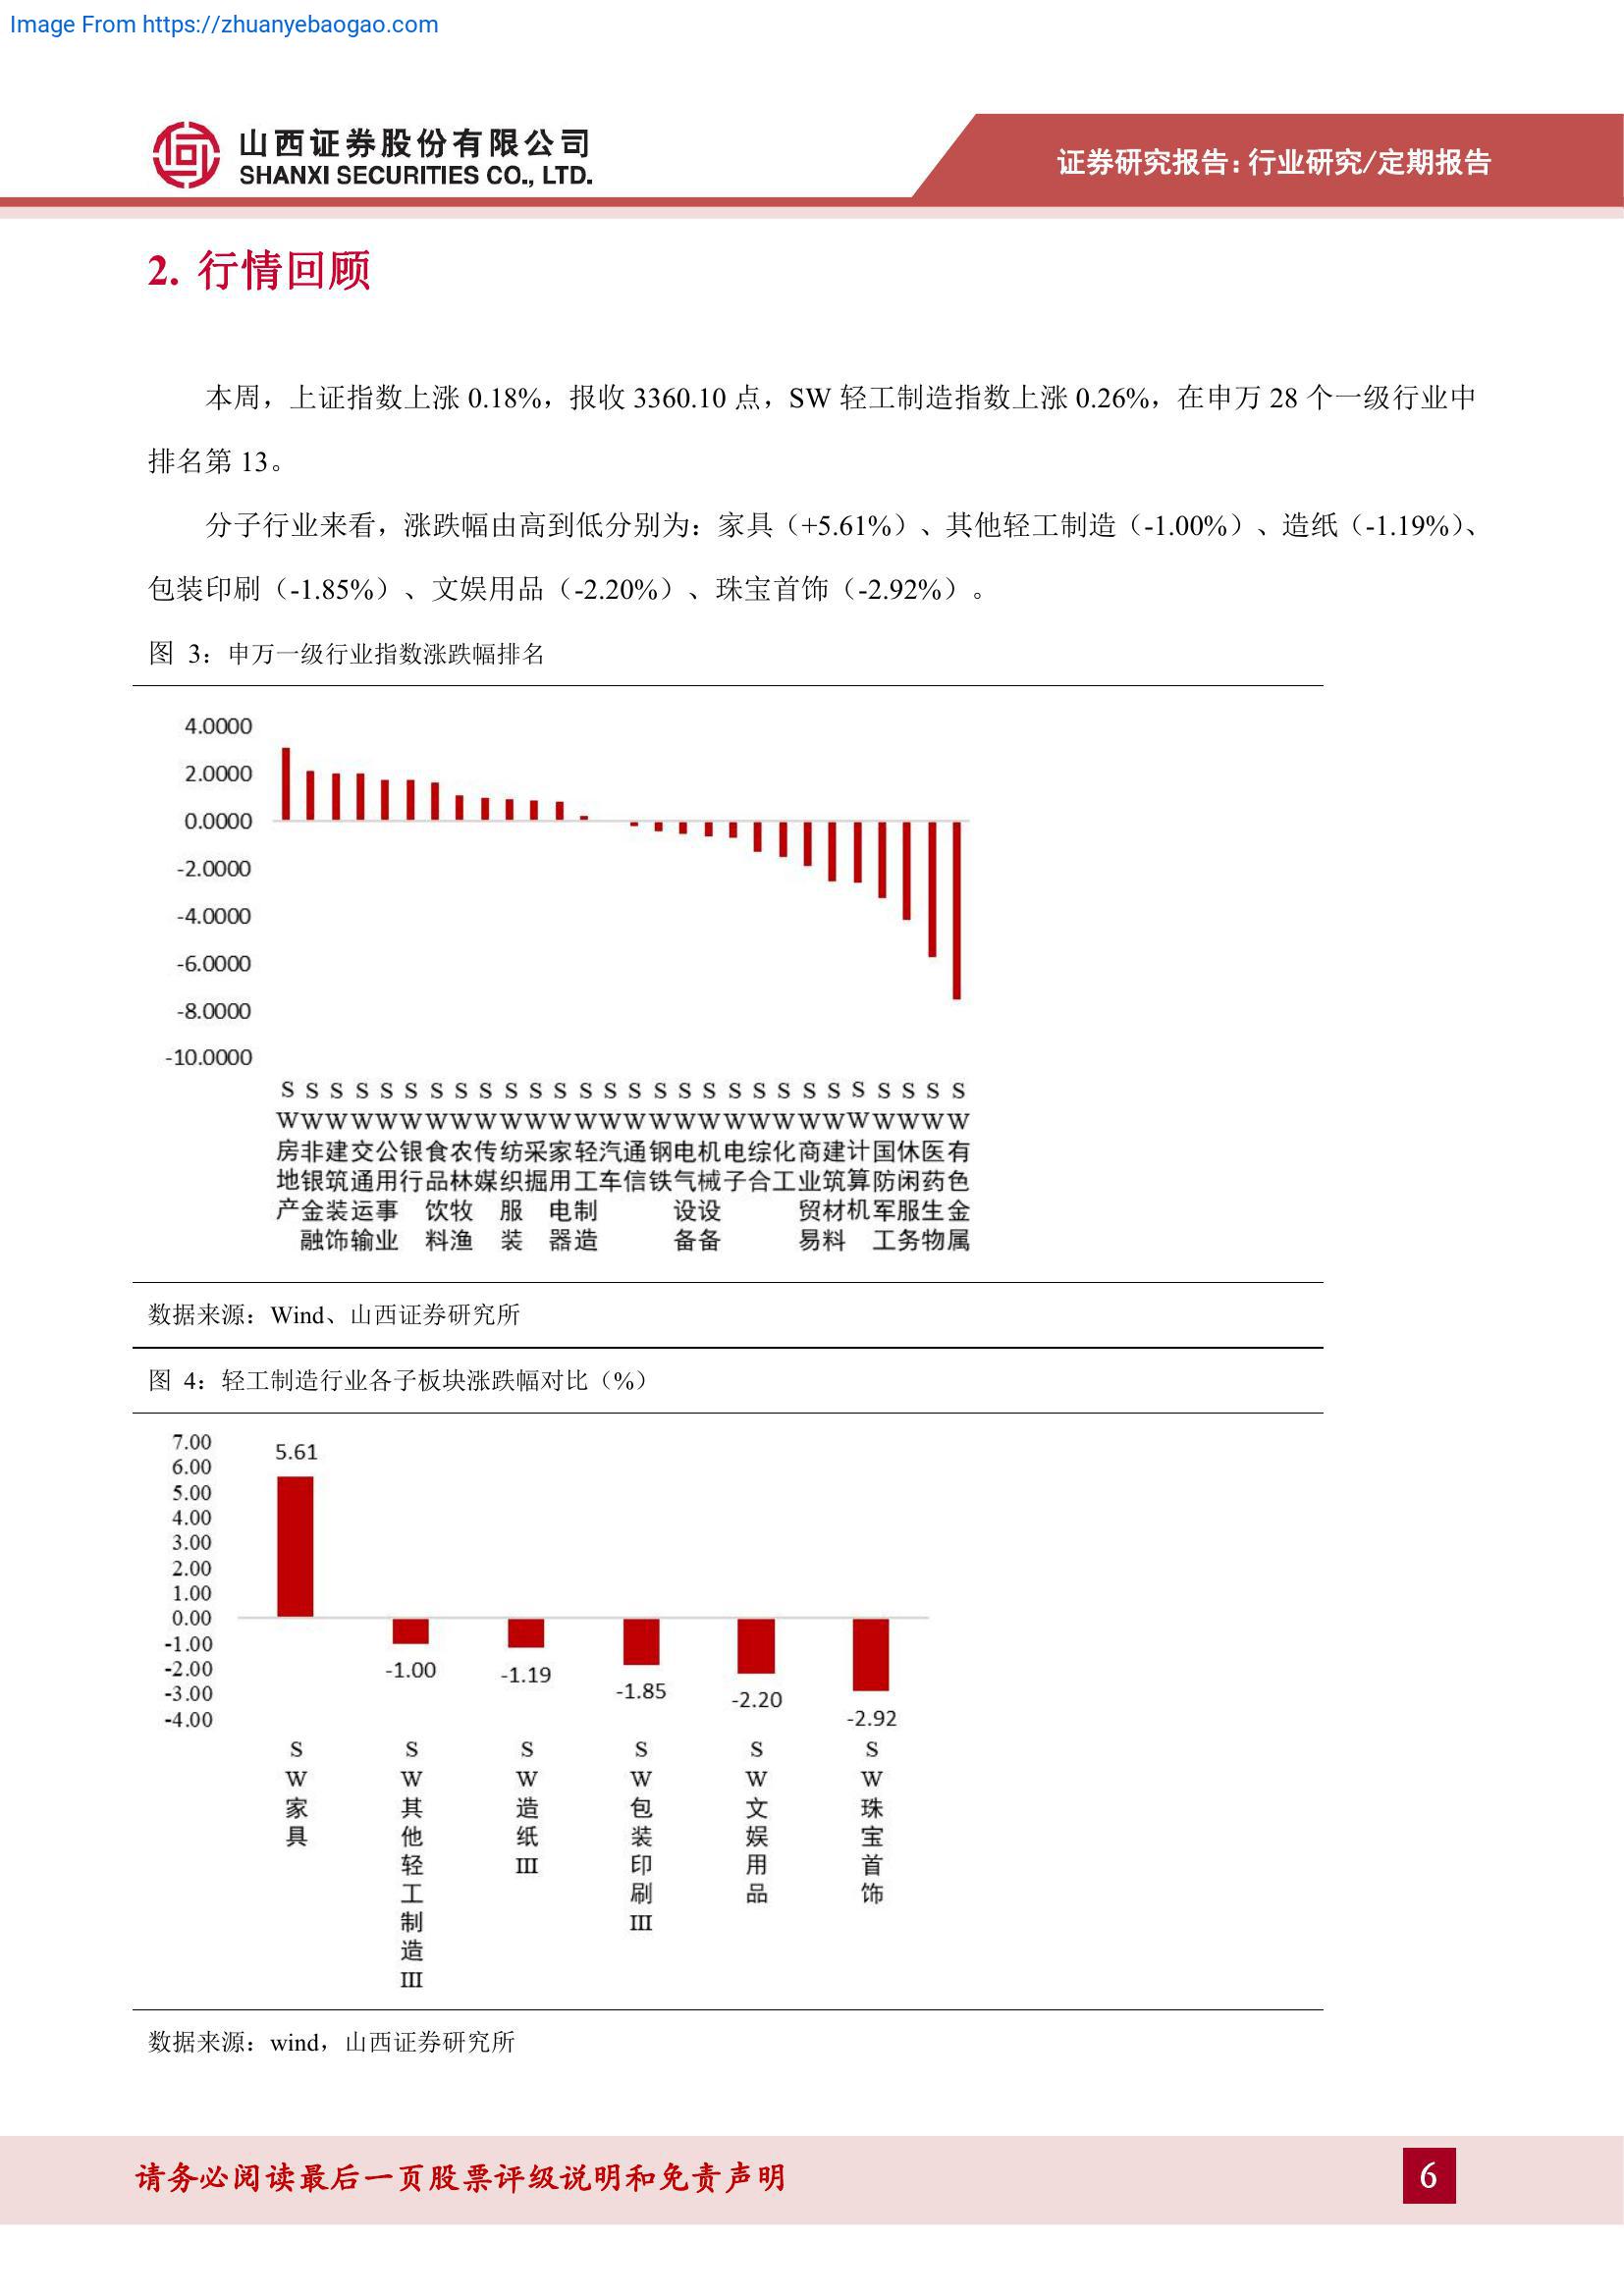 Image From https://zhuanyebaogao.com
山西证券股份有限公司
SHANXI SECURITIES CO., LTD.
证券研究报告：行业研究/定期报告
2. 行情回顾
本周，上证指数上涨 0.18%，报收 3360.10 点，SW 轻工制造指数上涨 0.26%，在申万 28 个一级行业中
排名第 13。
分子行业来看，涨跌幅由高到低分别为：家具（+5.61%）、其他轻工制造（-1.00%）、造纸（-1.19%）、
包装印刷（-1.85%）、文娱用品（-2.20%）、珠宝首饰（-2.92%）。
图 3：申万一级行业指数涨跌幅排名
4.0000
2.0000
0.0000
-2.0000
-4.0000
-6.0000
-8.0000
-10.0000
SW房地产
SW非银金融
SW建筑装饰
SW交通运输
SW公用事业
SW银行
SW食品饮料
SW农林牧渔
SW传媒
SW纺织服装
SW采掘
SW家用电器
SW轻工制造
SW汽车
SW通信
SW钢铁
SW电气设备
SW机械设备
SW电子
SW综合
SW化工
SW商业贸易
SW建筑材料
SW计算机
SW国防军工
SW休闲服务
SW医药生物
SW有色金属
数据来源：Wind、山西证券研究所
图 4：轻工制造行业各子板块涨跌幅对比（%）
7.00
6.00
5.00
4.00
3.00
2.00
1.00
0.00
-1.00
-2.00
-3.00
-4.00
5.61
-1.00
-1.19
-1.85
-2.20
-2.92
SW家具
SW其他轻工制造III
SW造纸III
SW包装印刷III
SW文娱用品
SW珠宝首饰
数据来源：wind，山西证券研究所
请务必阅读最后一页股票评级说明和免责声明
6